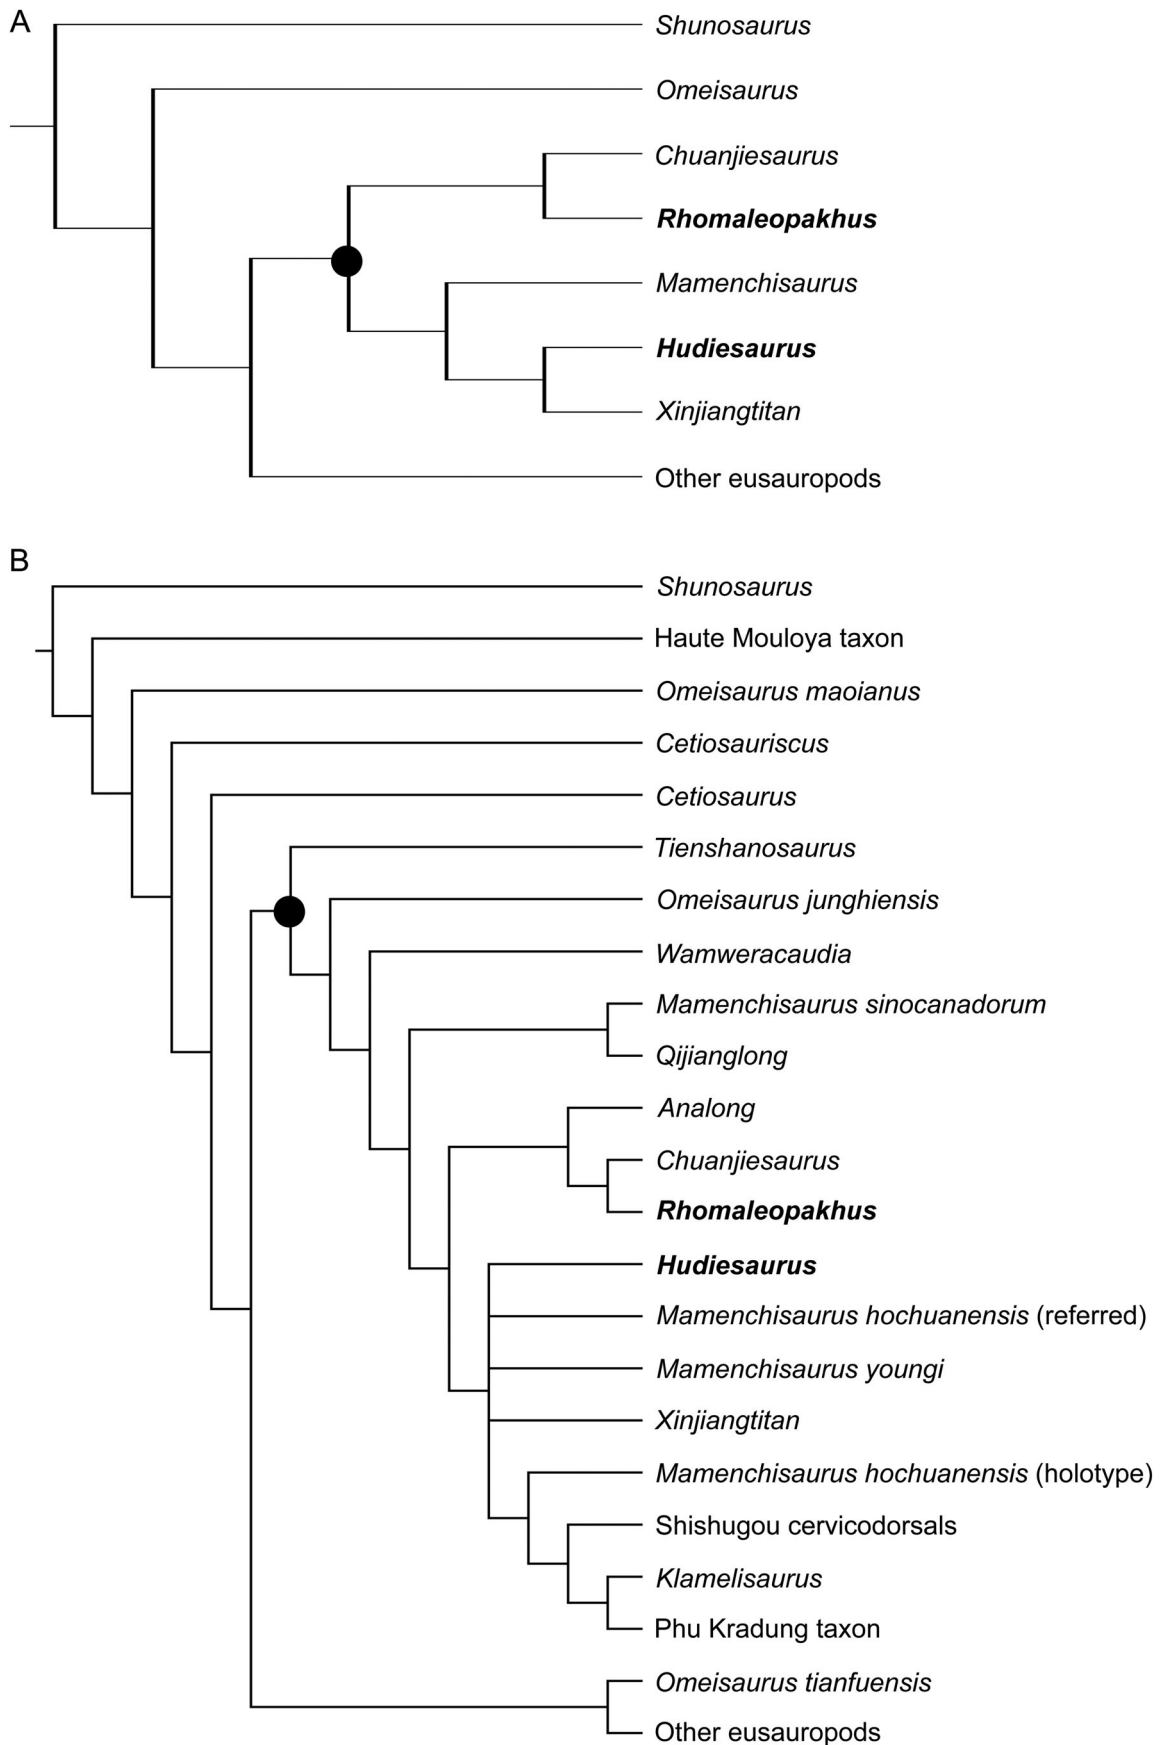 A
Shunosaurus
Omeisaurus
Chuanjiesaurus
Rhomaleopakhus
Mamenchisaurus
Hudiesaurus
Xinjiangtitan
Other eusauropods
B
Shunosaurus
Haute Mouloya taxon
Omeisaurus maoianus
Cetiosauriscus
Cetiosaurus
Tienshanosaurus
Omeisaurus junghiensis
Wamweracaudia
Mamenchisaurus sinocanadorum
Qijianglong
Analong
Chuanjiesaurus
Rhomaleopakhus
Hudiesaurus
Mamenchisaurus hochuanensis (referred)
Mamenchisaurus youngi
Xinjiangtitan
Mamenchisaurus hochuanensis (holotype)
Shishugou cervicodorsals
Klamelisaurus
Phu Kradung taxon
Omeisaurus tianfuensis
Other eusauropods